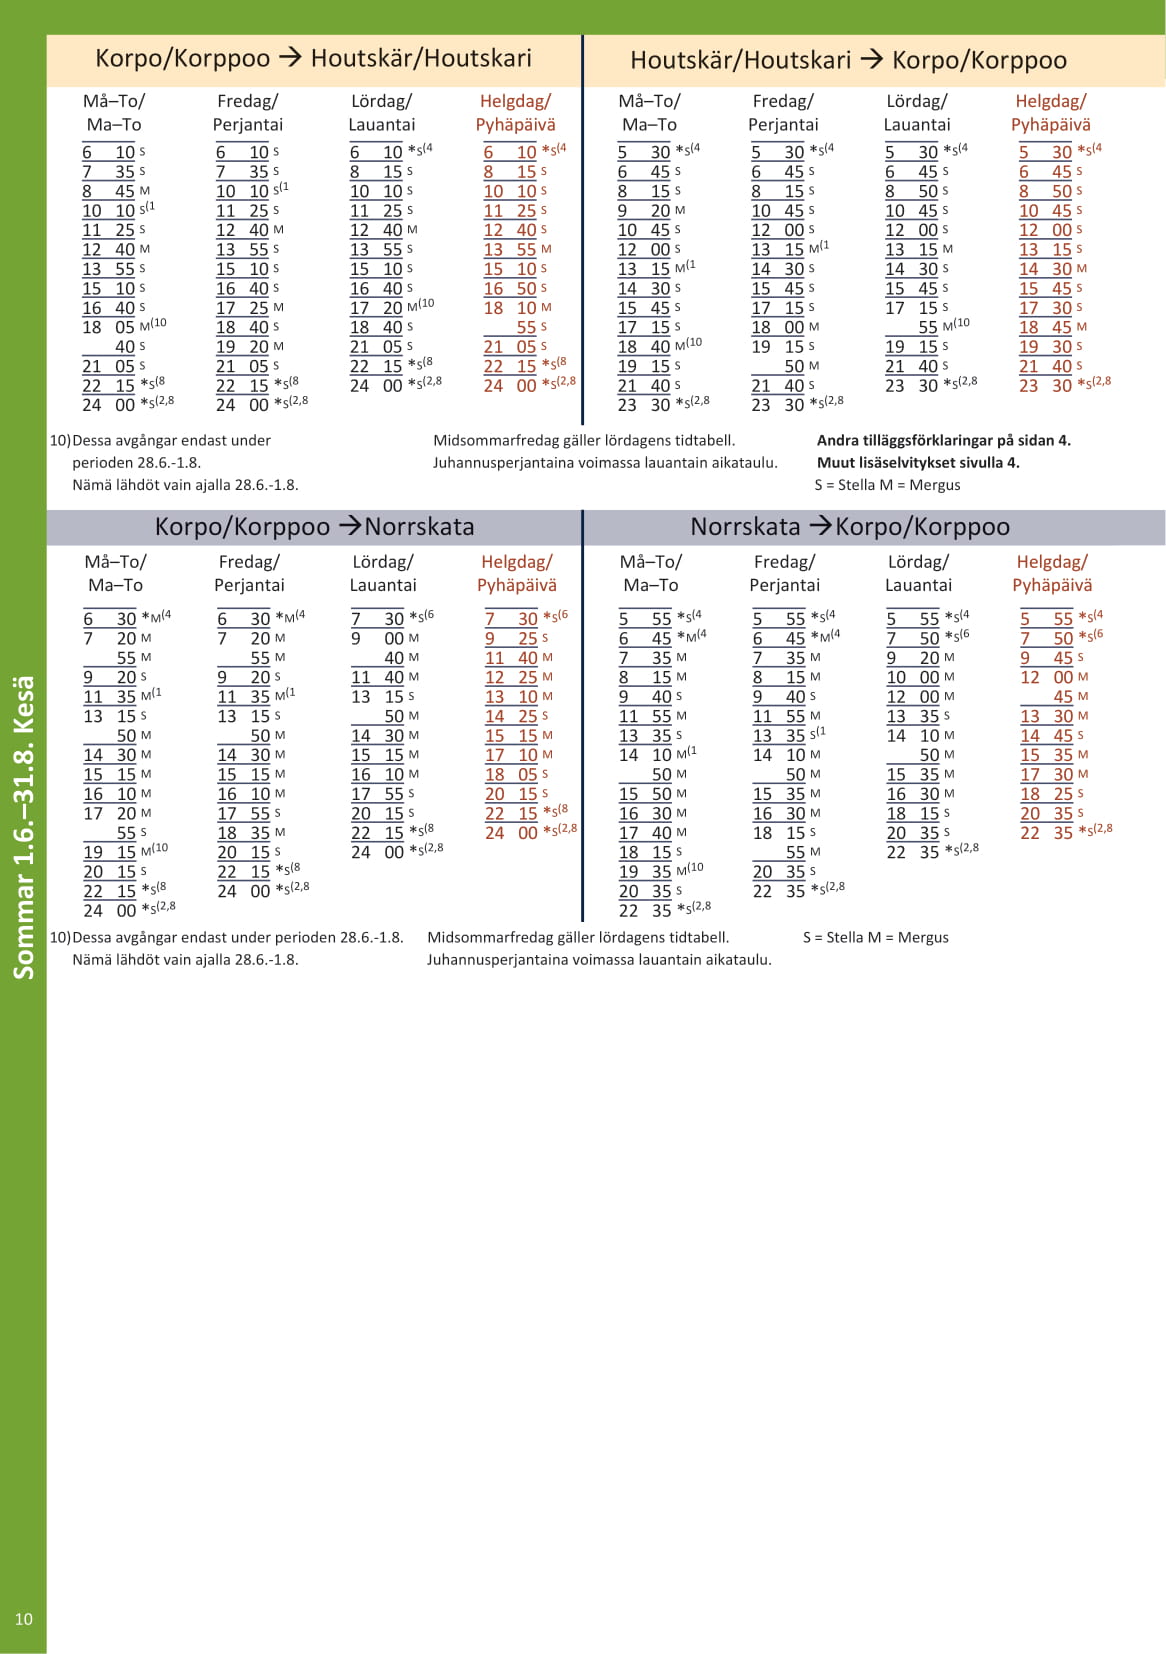 Korpo/Korppoo → Houtskär/Houtskari
Må–To/ Fredag/ Lördag/ Helgdag/
Ma–To Perjantai Lauantai Pyhäpäivä
6 10 S 6 10 S 6 10 *S(4 6 10 *S(4
7 35 S 7 35 S 8 15 S 8 15 S
8 45 M 10 10 S(1 10 10 S 10 10 S
10 10 S(1 11 25 S 11 25 S 11 25 S
11 25 S 12 40 M 12 40 M 12 40 S
12 40 M 13 55 S 13 55 S 13 55 M
13 55 S 15 10 S 15 10 S 15 10 S
15 10 S 16 40 S 16 40 S 16 50 S
16 40 S 17 25 M 17 20 M(10 18 10 M
18 05 M(10 18 40 S 18 40 S 55 S
40 S 19 20 M 21 05 S 21 05 S
21 05 S 21 05 S 22 15 *S(8 22 15 *S(8
22 15 *S(8 22 15 *S(8 24 00 *S(2,8 24 00 *S(2,8
24 00 *S(2,8 24 00 *S(2,8
Houtskär/Houtskari → Korpo/Korppoo
Må–To/ Fredag/ Lördag/ Helgdag/
Ma–To Perjantai Lauantai Pyhäpäivä
5 30 *S(4 5 30 *S(4 5 30 *S(4 5 30 *S(4
6 45 S 6 45 S 6 45 S 6 45 S
8 15 S 8 15 S 8 50 S 8 50 S
9 20 M 10 45 S 10 45 S 10 45 S
10 45 S 12 00 S 12 00 S 12 00 S
12 00 S 13 15 M(1 13 15 M 13 15 S
13 15 M(1 14 30 S 14 30 S 14 30 M
14 30 S 15 45 S 15 45 S 15 45 S
15 45 S 17 15 S 17 15 S 17 30 S
17 15 S 18 00 M 55 M(10 18 45 M
18 40 M(10 19 15 S 19 15 S 19 30 S
19 15 S 50 M 21 40 S 21 40 S
21 40 S 21 40 S 23 30 *S(2,8 23 30 *S(2,8
23 30 *S(2,8 23 30 *S(2,8
10)Dessa avgångar endast under
perioden 28.6.-1.8.
Nämä lähdöt vain ajalla 28.6.-1.8.
Midsommarfredag gäller lördagens tidtabell.
Juhannusperjantaina voimassa lauantain aikataulu.
Andra tilläggsförklaringar på sidan 4.
Muut lisäselvitykset sivulla 4.
S = Stella M = Mergus
Korpo/Korppoo →Norrskata
Må–To/ Fredag/ Lördag/ Helgdag/
Ma–To Perjantai Lauantai Pyhäpäivä
6 30 *M(4 6 30 *M(4 7 30 *S(6 7 30 *S(6
7 20 M 7 20 M 9 00 M 9 25 S
55 M 55 M 40 M 11 40 M
9 20 S 9 20 S 11 40 M 12 25 M
11 35 M(1 11 35 M(1 13 15 S 13 10 M
13 15 S 13 15 S 50 M 14 25 S
50 M 50 M 14 30 M 15 15 M
14 30 M 14 30 M 15 15 M 17 10 M
15 15 M 15 15 M 16 10 M 18 05 S
16 10 M 16 10 M 17 55 S 20 15 S
17 20 M 17 55 S 20 15 S 22 15 *S(8
55 S 18 35 M 22 15 *S(8 24 00 *S(2,8
19 15 M(10 20 15 S 24 00 *S(2,8
20 15 S 22 15 *S(8
22 15 *S(8 24 00 *S(2,8
24 00 *S(2,8
Norrskata →Korpo/Korppoo
Må–To/ Fredag/ Lördag/ Helgdag/
Ma–To Perjantai Lauantai Pyhäpäivä
5 55 *S(4 5 55 *S(4 5 55 *S(4 5 55 *S(4
6 45 *M(4 6 45 *M(4 7 50 *S(6 7 50 *S(6
7 35 M 7 35 M 9 20 M 9 45 S
8 15 M 8 15 M 10 00 M 12 00 M
9 40 S 9 40 S 12 00 M 45 M
11 55 M 11 55 M 13 35 S 13 30 M
13 35 S 13 35 S(1 14 10 M 14 45 S
14 10 M(1 14 10 M 50 M 15 35 M
50 M 50 M 15 35 M 17 30 M
15 50 M 15 35 M 16 30 M 18 25 S
16 30 M 16 30 M 18 15 S 20 35 S
17 40 M 18 15 S 20 35 S 22 35 *S(2,8
18 15 S 55 M 22 35 *S(2,8
19 35 M(10 20 35 S
20 35 S 22 35 *S(2,8
22 35 *S(2,8
10)Dessa avgångar endast under perioden 28.6.-1.8.
Nämä lähdöt vain ajalla 28.6.-1.8.
Midsommarfredag gäller lördagens tidtabell.
Juhannusperjantaina voimassa lauantain aikataulu.
S = Stella M = Mergus
Sommar 1.6.–31.8. Kesä
10